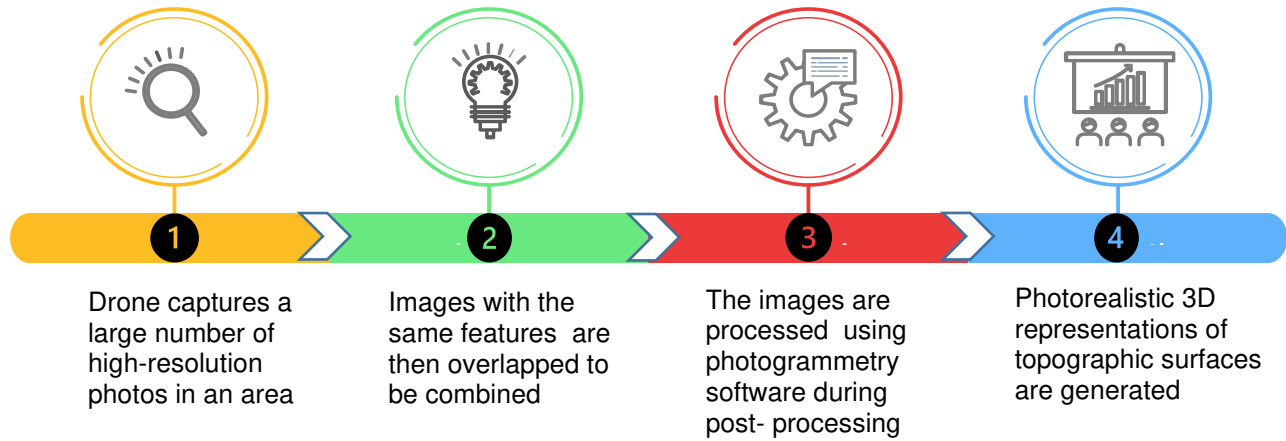 1
2
3
4
Drone captures a
large number of
high-resolution
photos in an area
Images with the
same features are
then overlapped to
be combined
The images are
processed using
photogrammetry
software during
post- processing
Photorealistic 3D
representations of
topographic surfaces
are generated